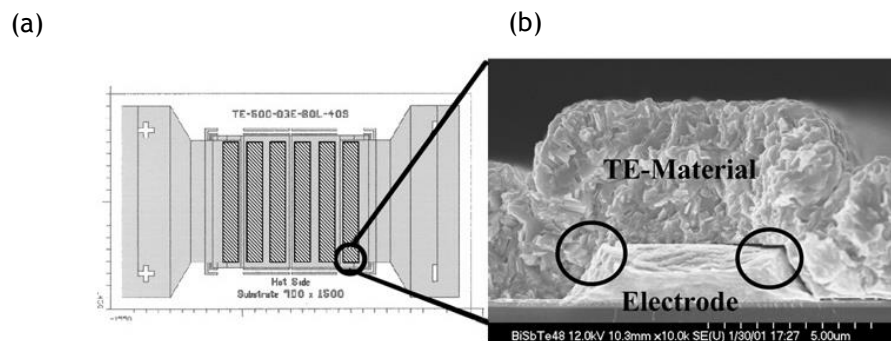 (a)
(b)
TE-500-03E-80L-40S
Hot Side
Substrate 900 x 1500
TE-Material
Electrode
BiSbTe48 12.0kV 10.3mm x10.0k SE(U) 1/30/01 17:27 5.00um